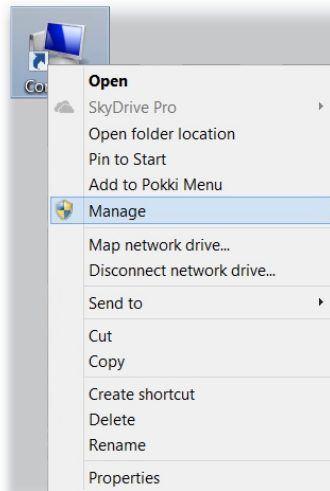 Open
SkyDrive Pro
Open folder location
Pin to Start
Add to Pokki Menu
Manage
Map network drive...
Disconnect network drive...
Send to
Cut
Copy
Create shortcut
Delete
Rename
Properties